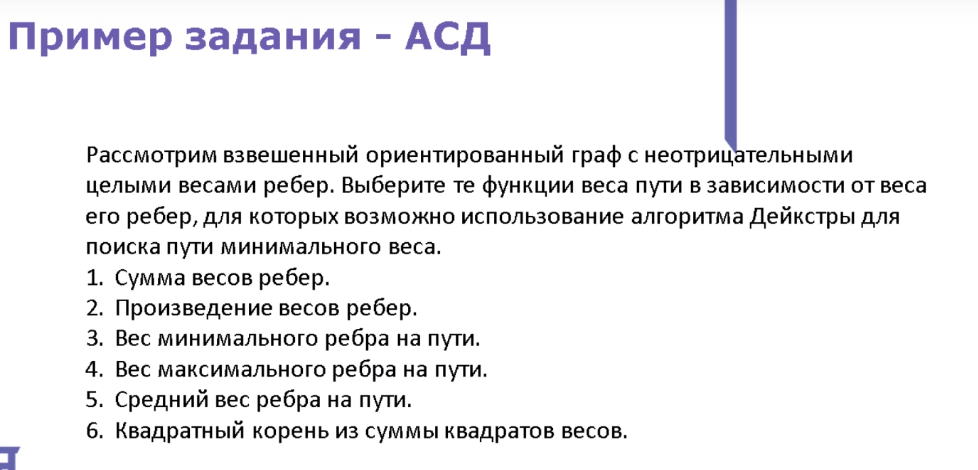 Пример задания - АСД
Рассмотрим взвешенный ориентированный граф с неотрицательными
целыми весами ребер. Выберите те функции веса пути в зависимости от веса
его ребер, для которых возможно использование алгоритма Дейкстры для
поиска пути минимального веса.
1. Сумма весов ребер.
2. Произведение весов ребер.
3. Вес минимального ребра на пути.
4. Вес максимального ребра на пути.
5. Средний вес ребра на пути.
6. Квадратный корень из суммы квадратов весов.